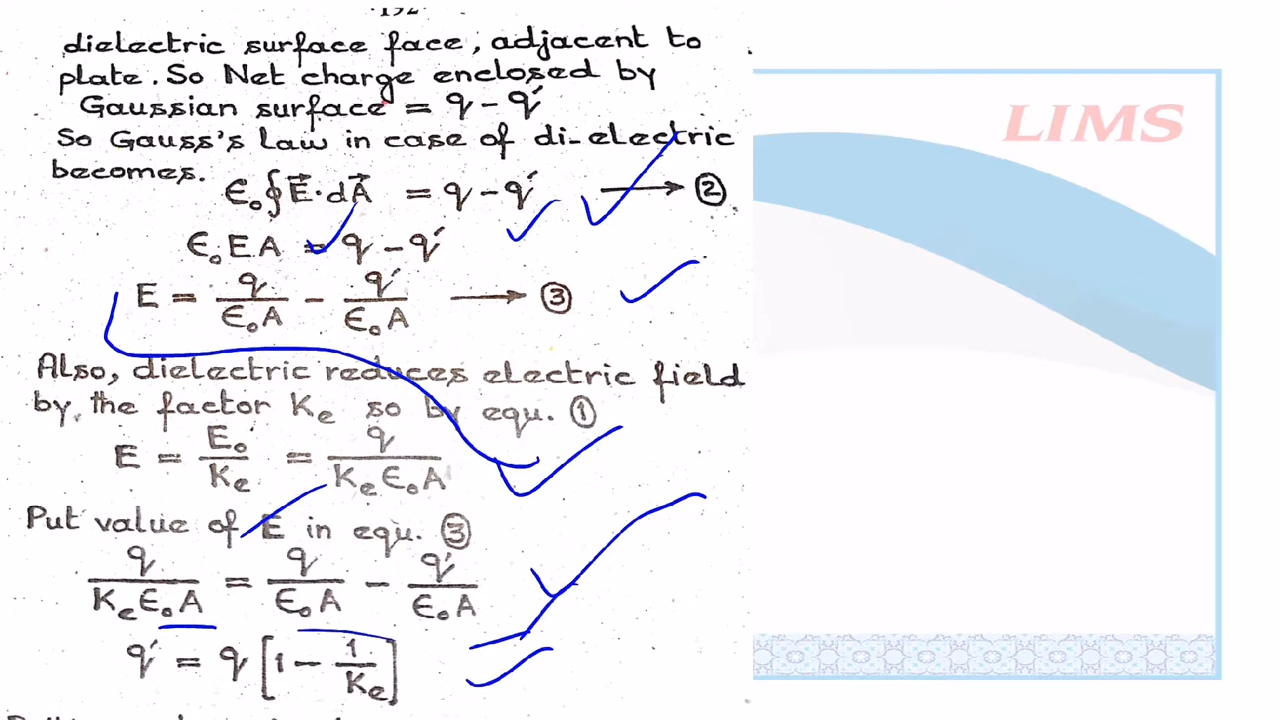 192
dielectric surface face, adjacent to
plate. So Net charge enclosed by
Gaussian surface = q - q'
So Gauss's Law in case of di-electric
becomes.
ϵ₀∮E⃗·dA⃗ = q - q' ⟶ ②
ϵ₀EA = q - q'
E = q/ϵ₀A - q'/ϵ₀A ⟶ ③
Also, dielectric reduces electric field
by the factor Kₑ so by equ. ①
E = E₀/Kₑ = q/Kₑϵ₀A
Put value of E in equ. ③
q/Kₑϵ₀A = q/ϵ₀A - q'/ϵ₀A
q' = q[1 - 1/Kₑ]
LIMS